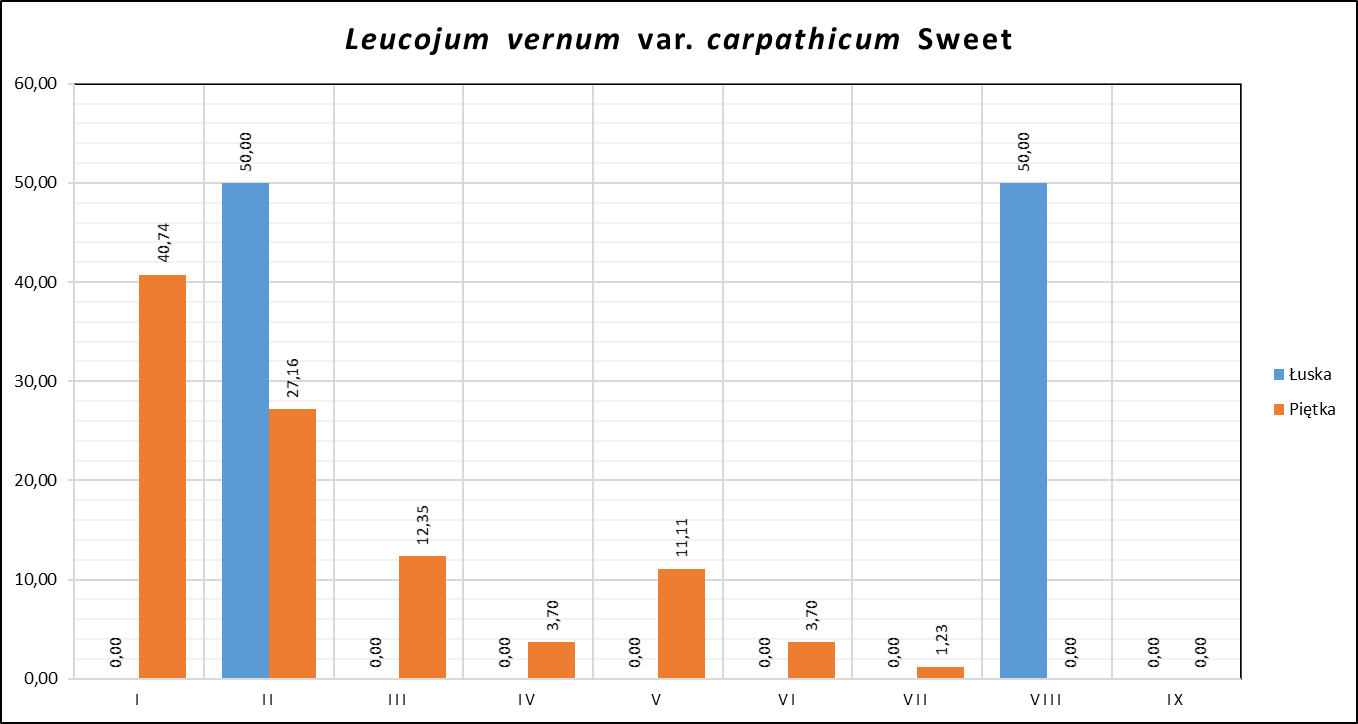 Leucojum vernum var. carpathicum Sweet
60,00
50,00
40,00
30,00
20,00
10,00
0,00
0,00
40,74
50,00
27,16
0,00
12,35
0,00
3,70
0,00
11,11
0,00
3,70
0,00
1,23
50,00
0,00
0,00
0,00
I
II
III
IV
V
VI
VII
VIII
IX
Łuska
Piętka